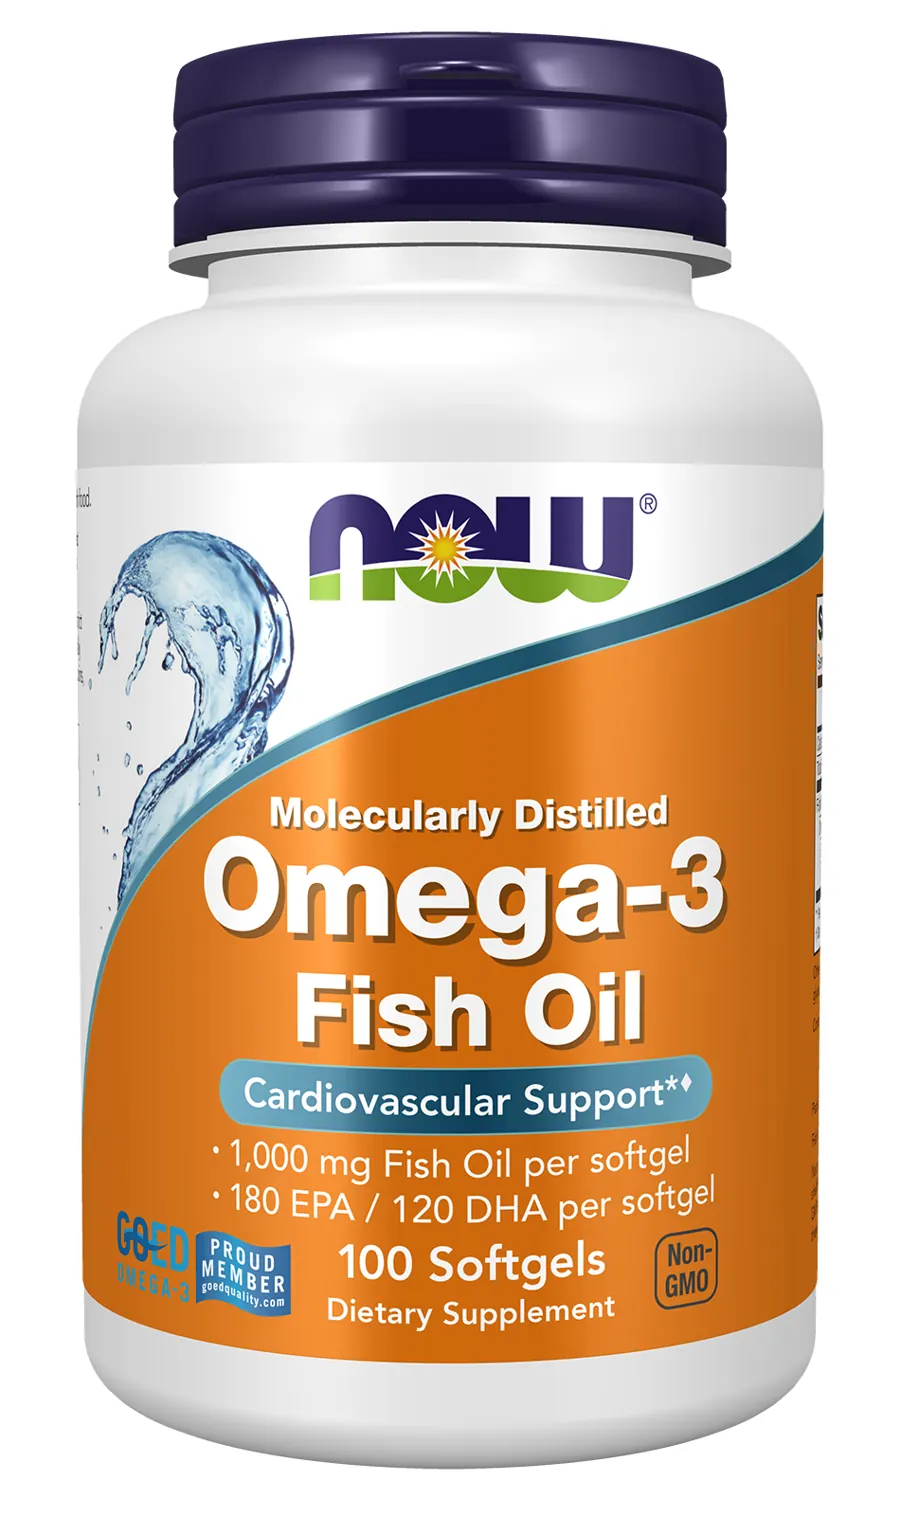 now®
Molecularly Distilled
Omega-3
Fish Oil
Cardiovascular Support*♦
• 1,000 mg Fish Oil per softgel
• 180 EPA / 120 DHA per softgel
GOED
OMEGA-3
PROUD
MEMBER
goedquality.com
100 Softgels
Dietary Supplement
Non-
GMO
food.